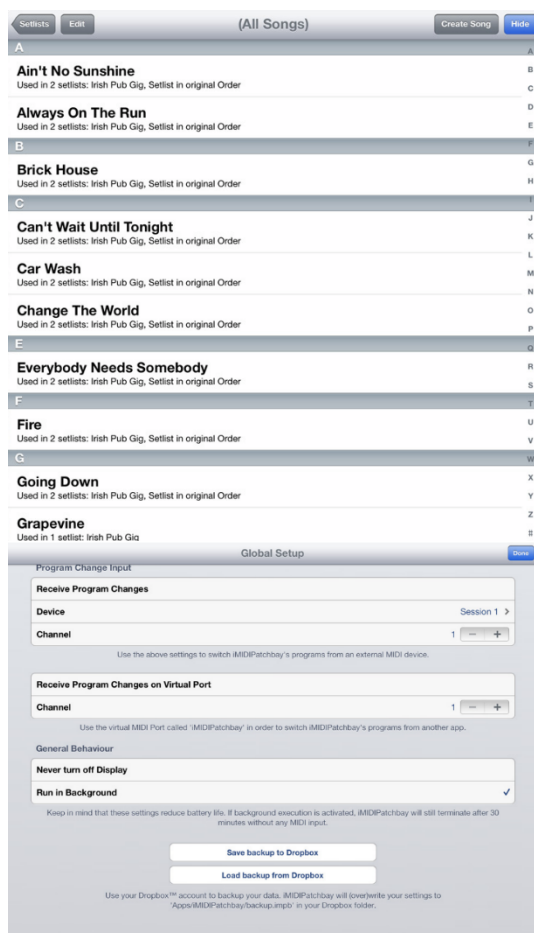 Setlists Edit (All Songs) Create Song Hide
A
Ain't No Sunshine
Used in 2 setlists: Irish Pub Gig, Setlist in original Order
Always On The Run
Used in 2 setlists: Irish Pub Gig, Setlist in original Order
B
Brick House
Used in 2 setlists: Irish Pub Gig, Setlist in original Order
C
Can't Wait Until Tonight
Used in 2 setlists: Irish Pub Gig, Setlist in original Order
Car Wash
Used in 2 setlists: Irish Pub Gig, Setlist in original Order
Change The World
Used in 2 setlists: Irish Pub Gig, Setlist in original Order
E
Everybody Needs Somebody
Used in 2 setlists: Irish Pub Gig, Setlist in original Order
F
Fire
Used in 2 setlists: Irish Pub Gig, Setlist in original Order
G
Going Down
Used in 2 setlists: Irish Pub Gig, Setlist in original Order
Grapevine
Used in 1 setlist: Irish Pub Gig
A
B
C
D
E
F
G
H
I
J
K
L
M
N
O
P
Q
R
S
T
U
V
W
X
Y
Z
#
Global Setup Done
Program Change Input
Receive Program Changes
Device Session 1 >
Channel 1 − +
Use the above settings to switch iMIDIPatchbay's programs from an external MIDI device.
Receive Program Changes on Virtual Port
Channel 1 − +
Use the virtual MIDI Port called 'iMIDIPatchbay' in order to switch iMIDIPatchbay's programs from another app.
General Behaviour
Never turn off Display
Run in Background ✓
Keep in mind that these settings reduce battery life. If background execution is activated, iMIDIPatchbay will still terminate after 30
minutes without any MIDI input.
Save backup to Dropbox
Load backup from Dropbox
Use your Dropbox™ account to backup your data. iMIDIPatchbay will (over)write your settings to
'Apps/iMIDIPatchbay/backup.impb' in your Dropbox folder.